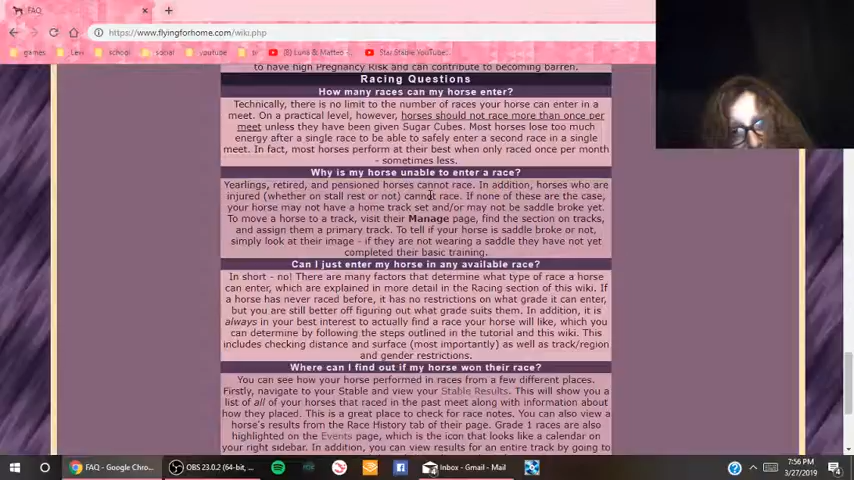 FAQ
https://www.flyingforhome.com/wiki.php
games
Lew
school
social
youtube
(8) Luna & Matteo -
Star Stable YouTube...
to have high Pregnancy Risk and can contribute to becoming barren.
Racing Questions
How many races can my horse enter?
Technically, there is no limit to the number of races your horse can enter in a
meet. On a practical level, however, horses should not race more than once per
meet unless they have been given Sugar Cubes. Most horses lose too much
energy after a single race to be able to safely enter a second race in a single
meet. In fact, most horses perform at their best when only raced once per month
- sometimes less.
Why is my horse unable to enter a race?
Yearlings, retired, and pensioned horses cannot race. In addition, horses who are
injured (whether on stall rest or not) cannot race. If none of these are the case,
your horse may not have a home track set and/or may not be saddle broke yet.
To move a horse to a track, visit their Manage page, find the section on tracks,
and assign them a primary track. To tell if your horse is saddle broke or not,
simply look at their image - if they are not wearing a saddle they have not yet
completed their basic training.
Can I just enter my horse in any available race?
In short - no! There are many factors that determine what type of race a horse
can enter, which are explained in more detail in the Racing section of this wiki. If
a horse has never raced before, it has no restrictions on what grade it can enter,
but you are still better off figuring out what grade suits them. In addition, it is
always in your best interest to actually find a race your horse will like, which you
can determine by following the steps outlined in the tutorial and this wiki. This
includes checking distance and surface (most importantly) as well as track/region
and gender restrictions.
Where can I find out if my horse won their race?
You can see how your horse performed in races from a few different places.
Firstly, navigate to your Stable and view your Stable Results. This will show you a
list of all of your horses that raced in the past meet along with information about
how they placed. This is a great place to check for race notes. You can also view a
horse's results from the Race History tab of their page. Grade 1 races are also
highlighted on the Events page, which is the icon that looks like a calendar on
your right sidebar. In addition, you can view results for an entire track by going to
FAQ - Google Chro...
OBS 23.0.2 (64-bit, ...
Inbox - Gmail - Mail
7:56 PM
3/27/2019